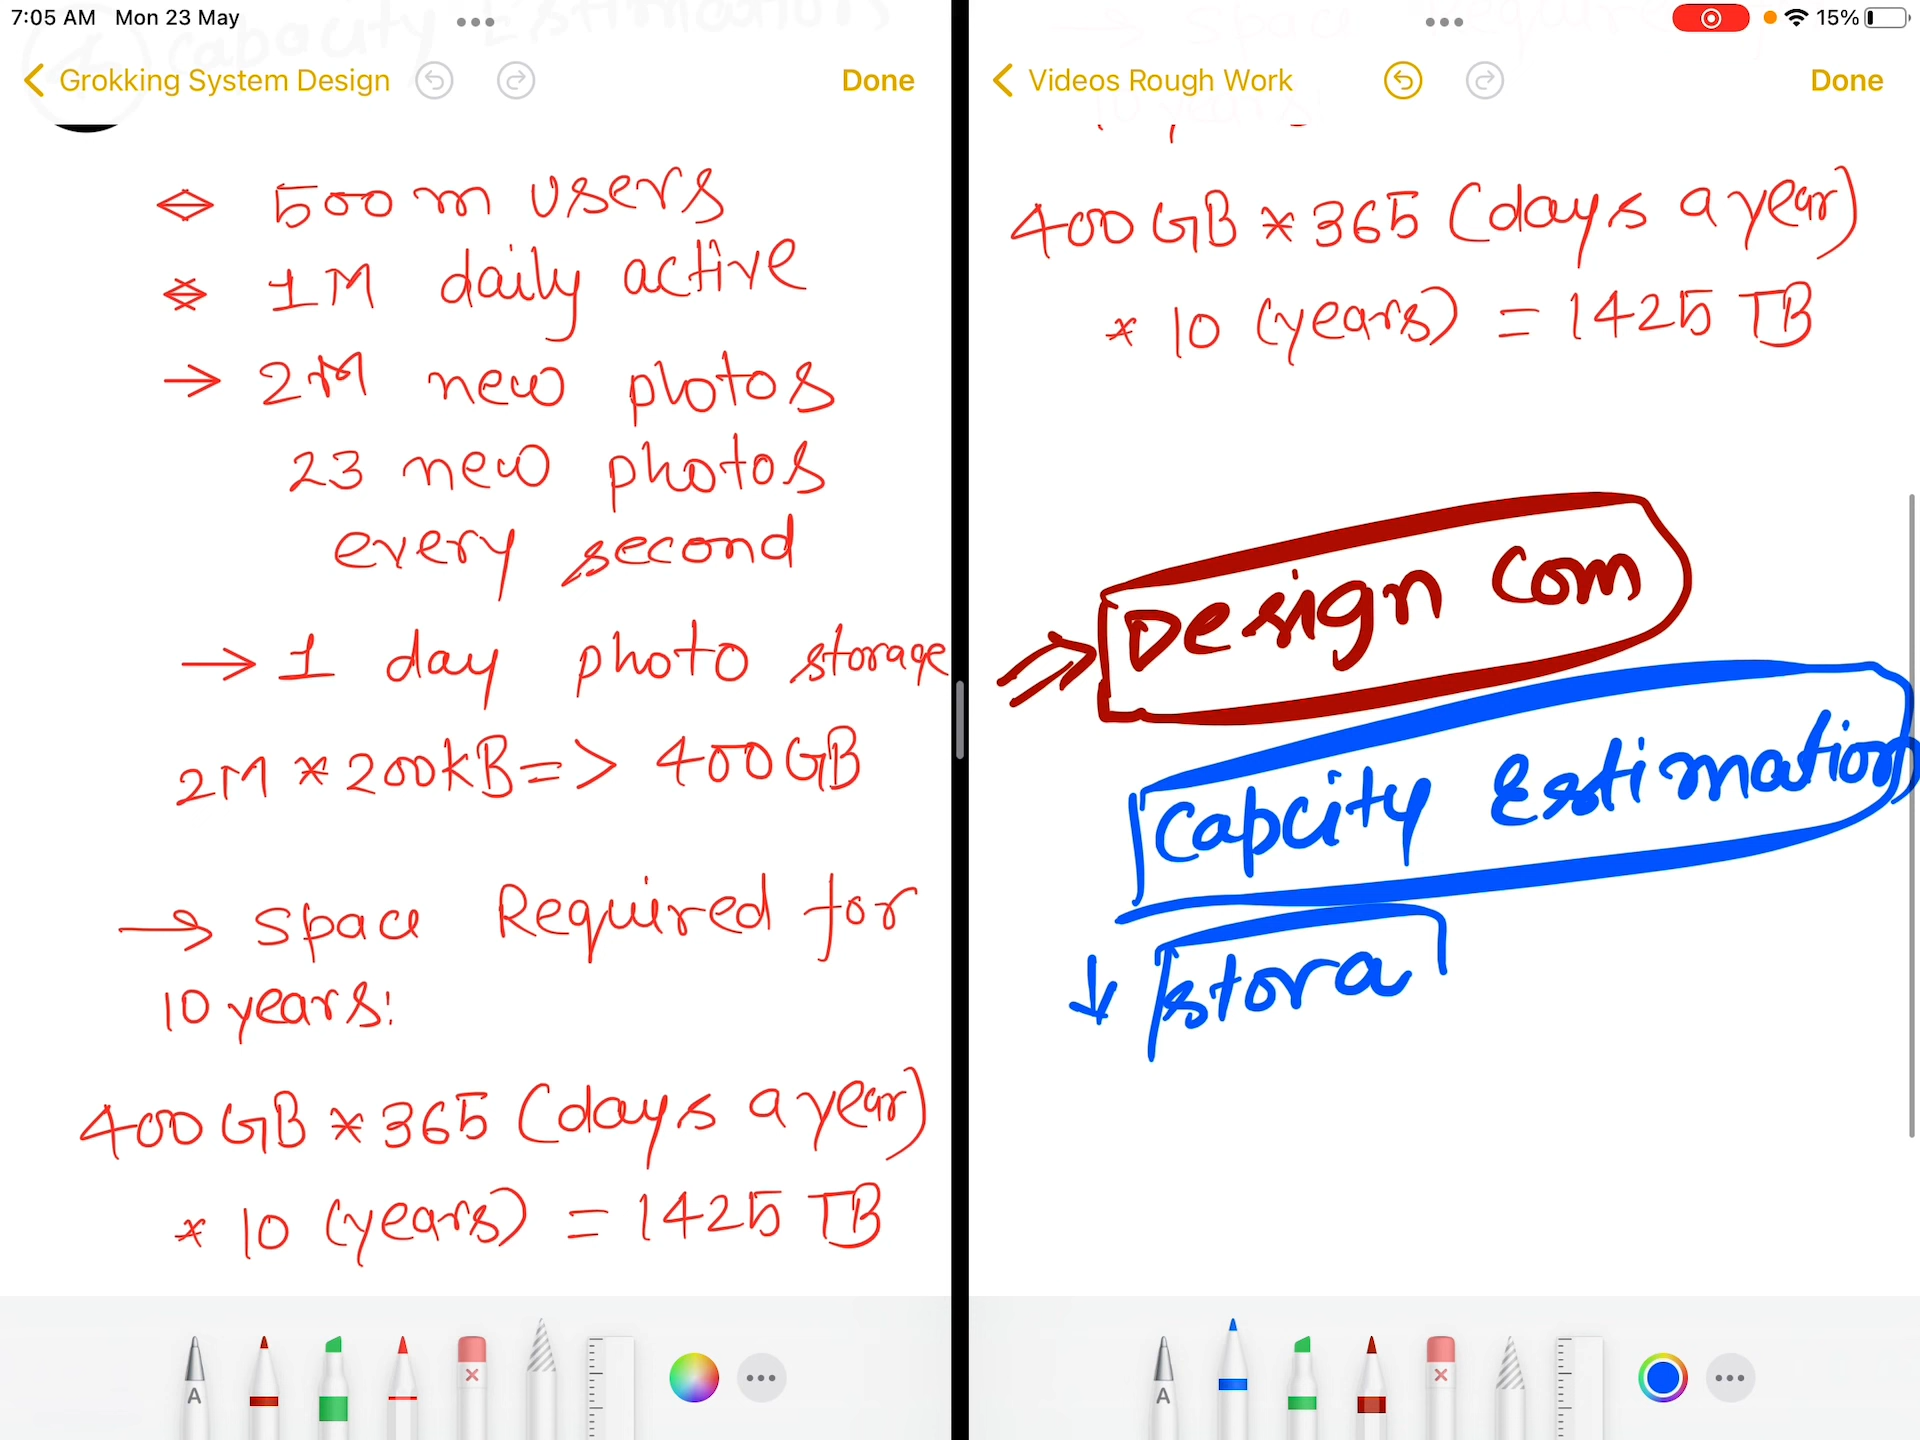 7:05 AM Mon 23 May
15%
Capacity Estimations
Grokking System Design
Done
500 m users
1M daily active
→ 2M new photos
23 new photos
every second
→ 1 day photo storage
2M * 200kB => 400GB
→ space Required for
10 years:
400 GB * 365 (days a year)
* 10 (years) = 1425 TB
A
Videos Rough Work
Done
400 GB * 365 (days a year)
* 10 (years) = 1425 TB
⇒ Design Com
Capcity Estimation
↓ stora
A